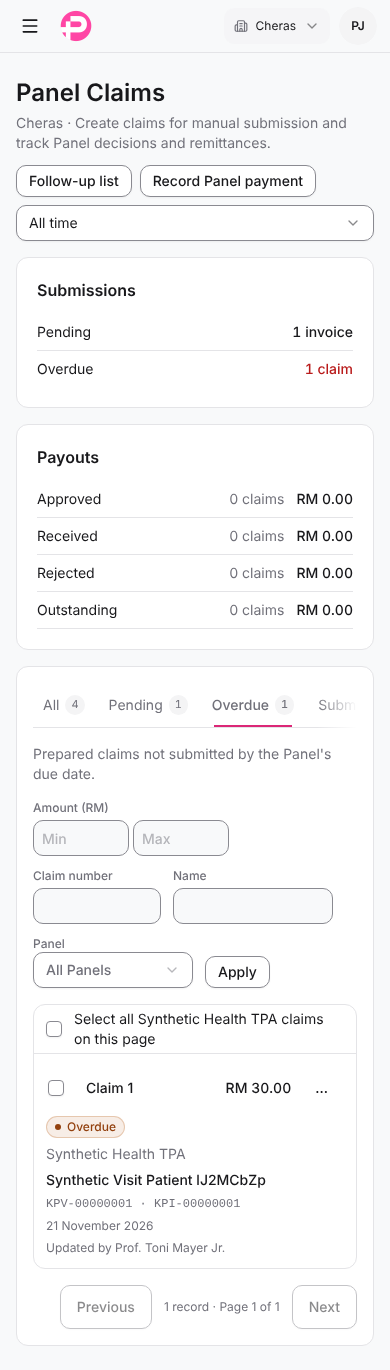 Cheras
PJ
Panel Claims
Cheras · Create claims for manual submission and
track Panel decisions and remittances.
Follow-up list
Record Panel payment
All time
Submissions
Pending 1 invoice
Overdue 1 claim
Payouts
Approved 0 claims RM 0.00
Received 0 claims RM 0.00
Rejected 0 claims RM 0.00
Outstanding 0 claims RM 0.00
All 4 Pending 1 Overdue 1 Subm
Prepared claims not submitted by the Panel's
due date.
Amount (RM)
Min Max
Claim number Name
Panel
All Panels Apply
Select all Synthetic Health TPA claims
on this page
Claim 1 RM 30.00 ...
Overdue
Synthetic Health TPA
Synthetic Visit Patient IJ2MCbZp
KPV-00000001 · KPI-00000001
21 November 2026
Updated by Prof. Toni Mayer Jr.
Previous 1 record · Page 1 of 1 Next